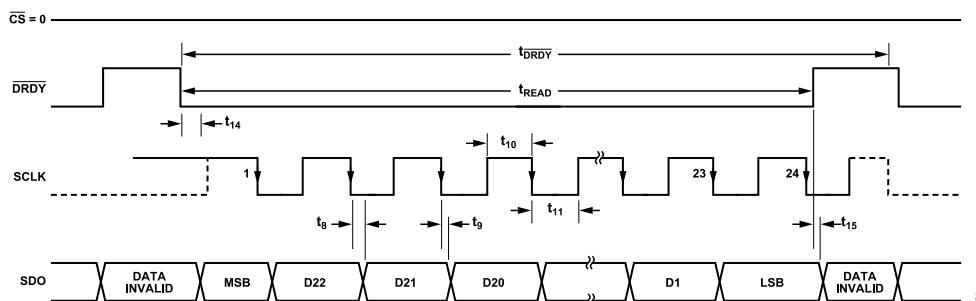 CS = 0
tDRDY
DRDY
tREAD
t14
t10
SCLK
1
23
24
t8
t9
t11
t15
SDO
DATA INVALID
MSB
D22
D21
D20
D1
LSB
DATA INVALID